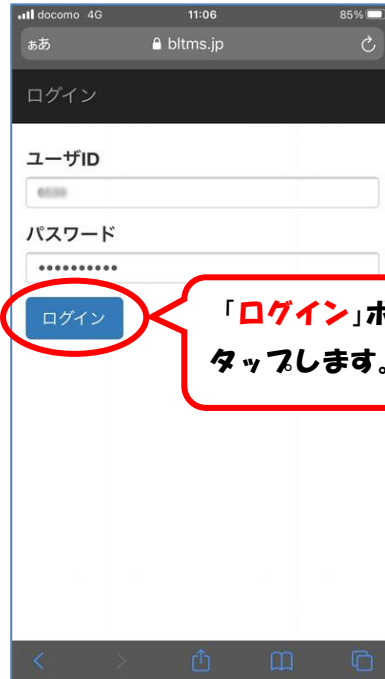 docomo 4G 11:06 85%
ああ bltms.jp
ログイン
ユーザID
パスワード
••••••••••
ログイン
「ログイン」ボ
タップします。